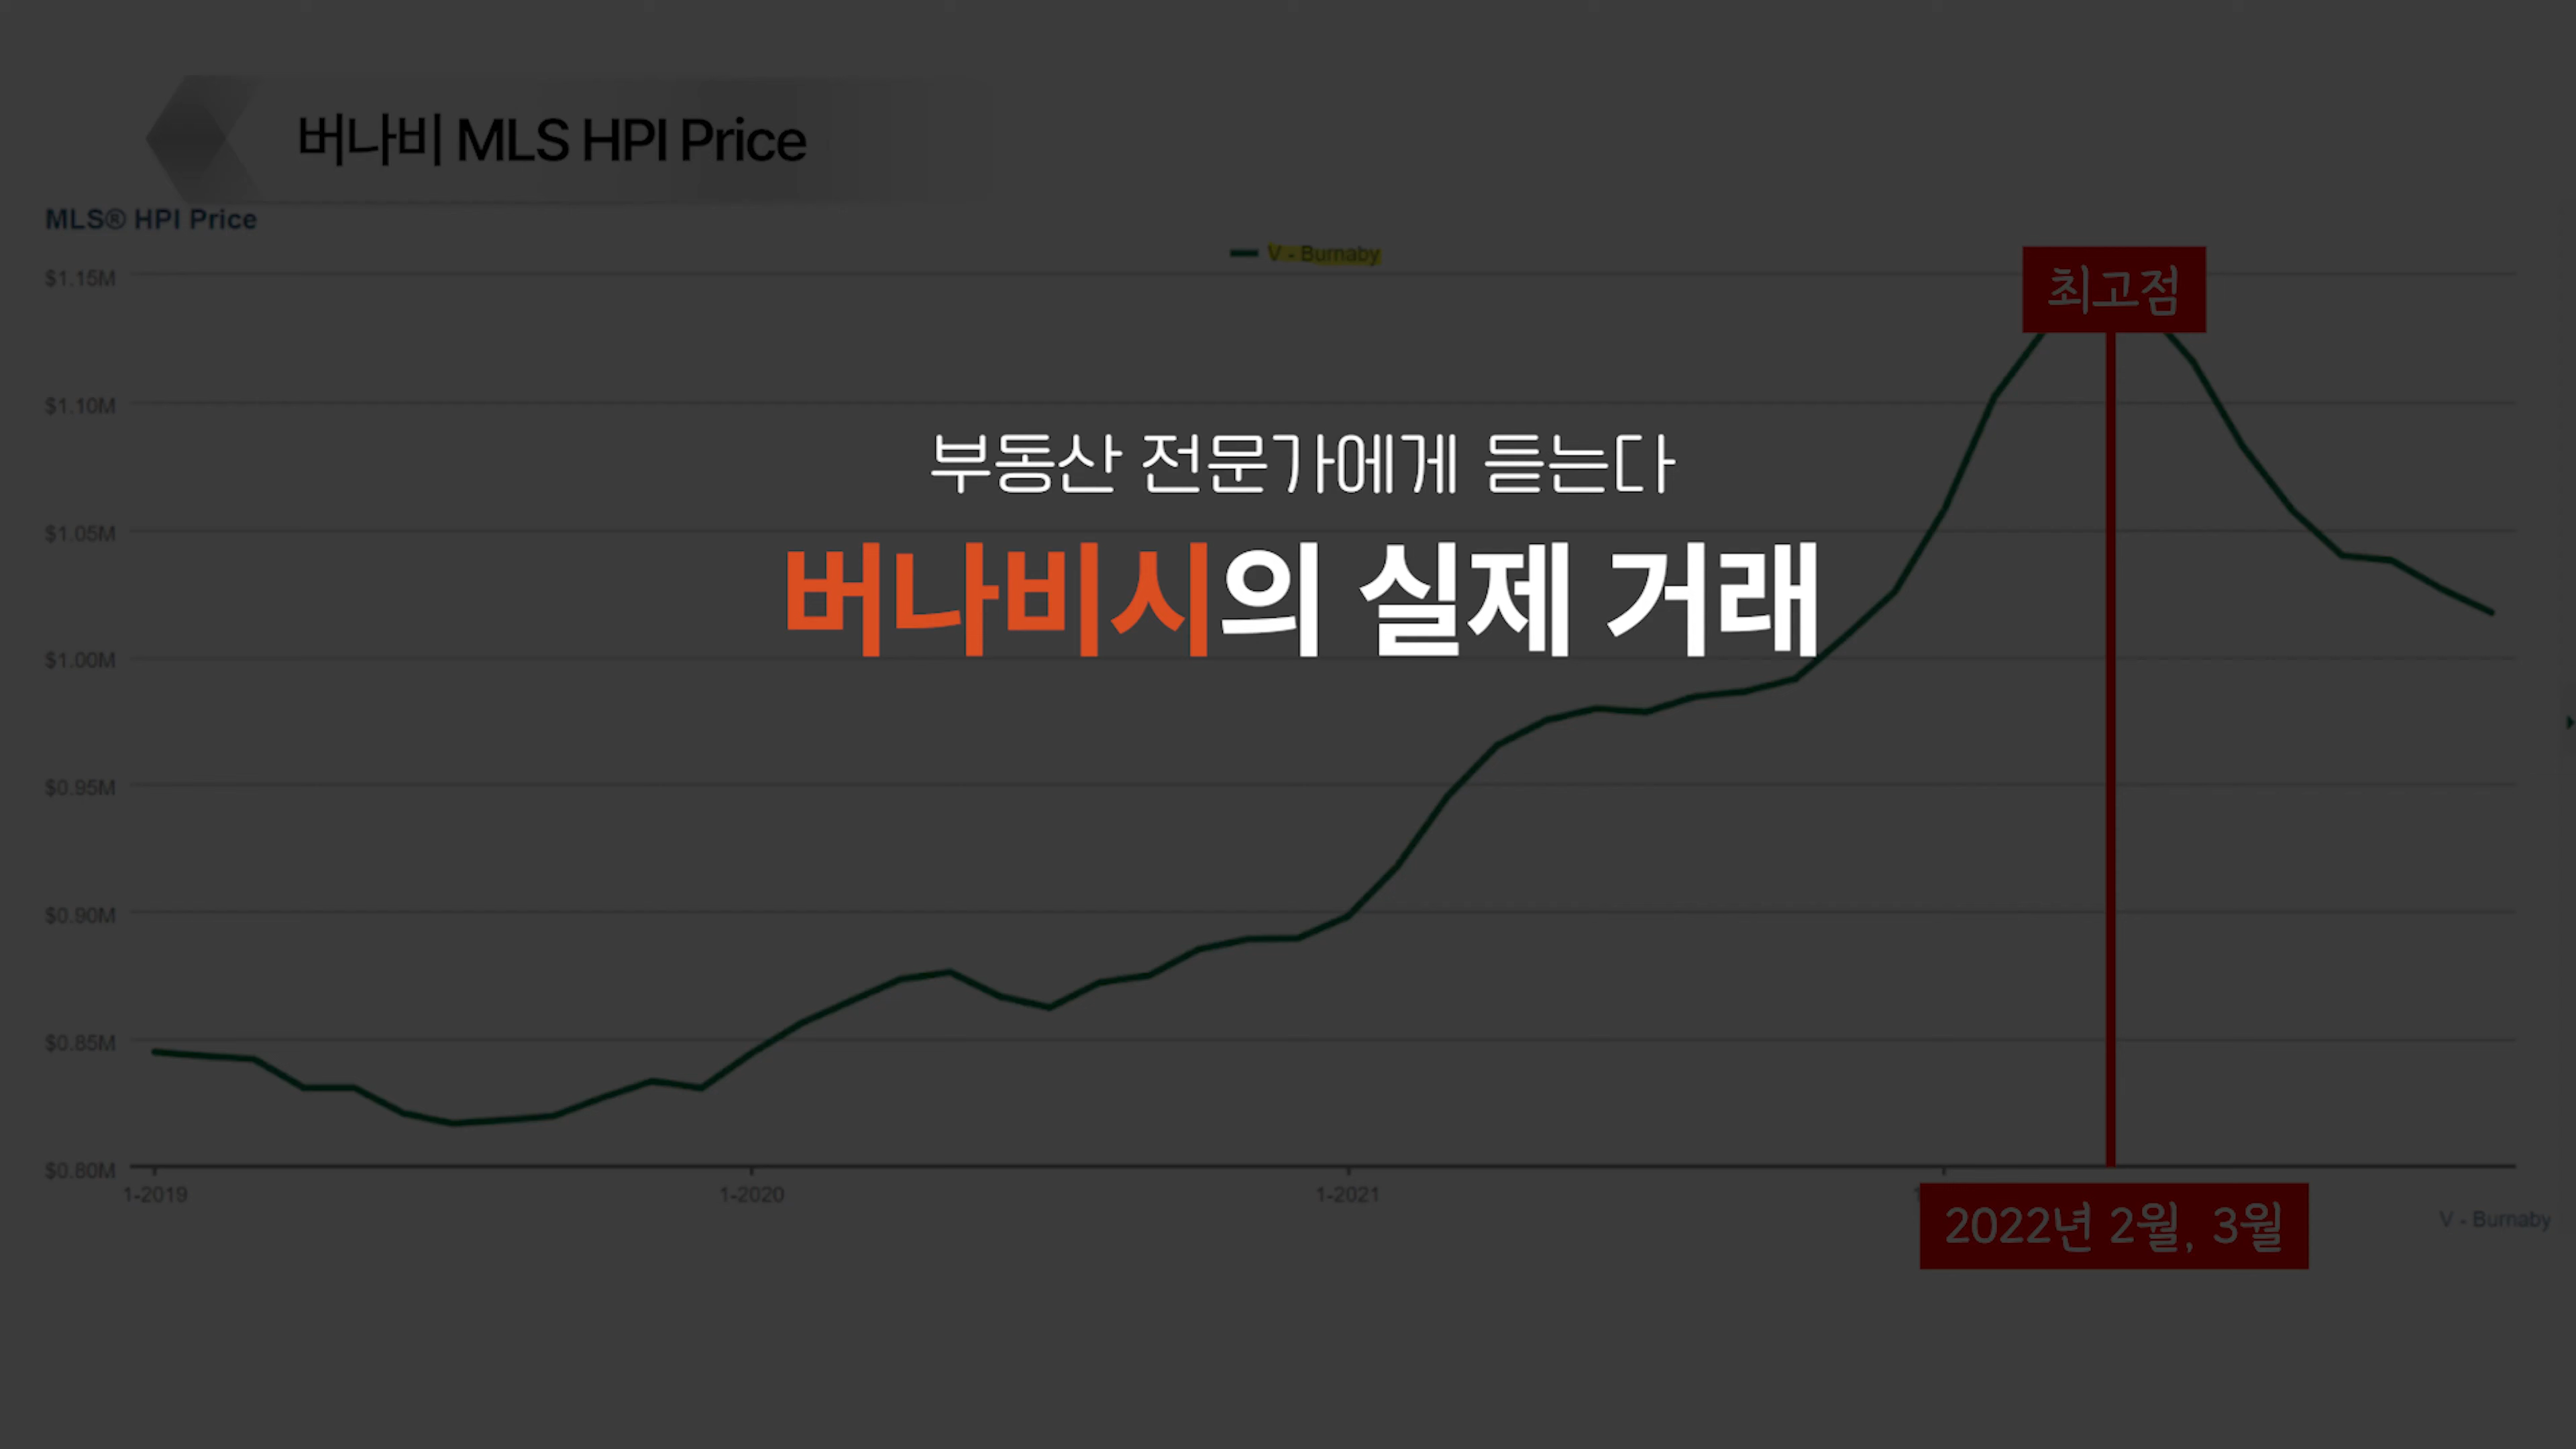 버나비 MLS HPI Price
MLS® HPI Price
V - Burnaby
$1.15M
최고점
$1.10M
부동산 전문가에게 듣는다
$1.05M
버나비시의 실제 거래
$1.00M
$0.95M
$0.90M
$0.85M
$0.80M
1-2019
1-2020
1-2021
2022년 2월, 3월
V - Burnaby